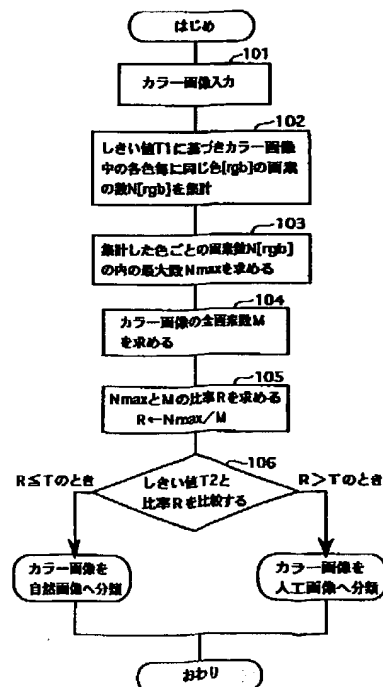 はじめ
101
カラー画像入力
102
しきい値T1に基づきカラー画像
中の各色毎に同じ色[rgb]の画素
の数N[rgb]を集計
103
集計した色ごとの画素数N[rgb]
の内の最大数Nmaxを求める
104
カラー画像の全画素数M
を求める
105
NmaxとMの比率Rを求める
R←Nmax/M
106
R≦Tのとき
しきい値T2と
比率Rを比較する
R>Tのとき
カラー画像を
自然画像へ分類
カラー画像を
人工画像へ分類
おわり